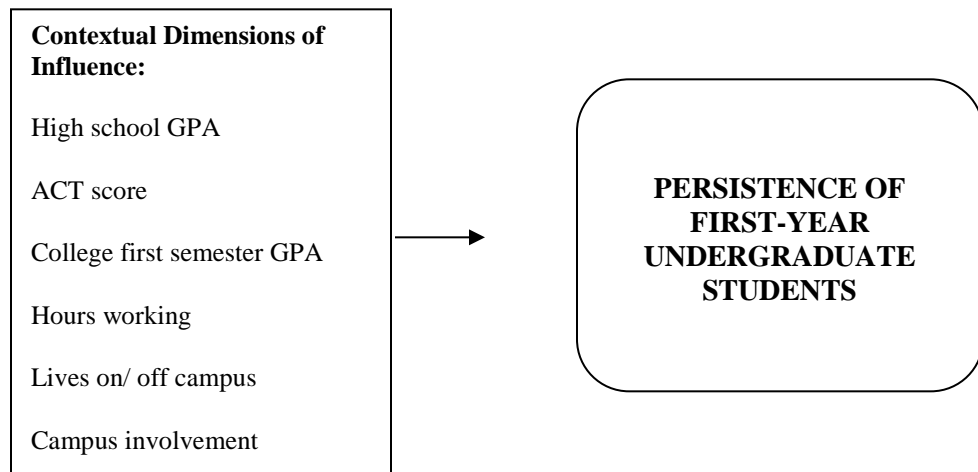 Contextual Dimensions of
Influence:
High school GPA
ACT score
College first semester GPA
Hours working
Lives on/ off campus
Campus involvement
PERSISTENCE OF
FIRST-YEAR
UNDERGRADUATE
STUDENTS